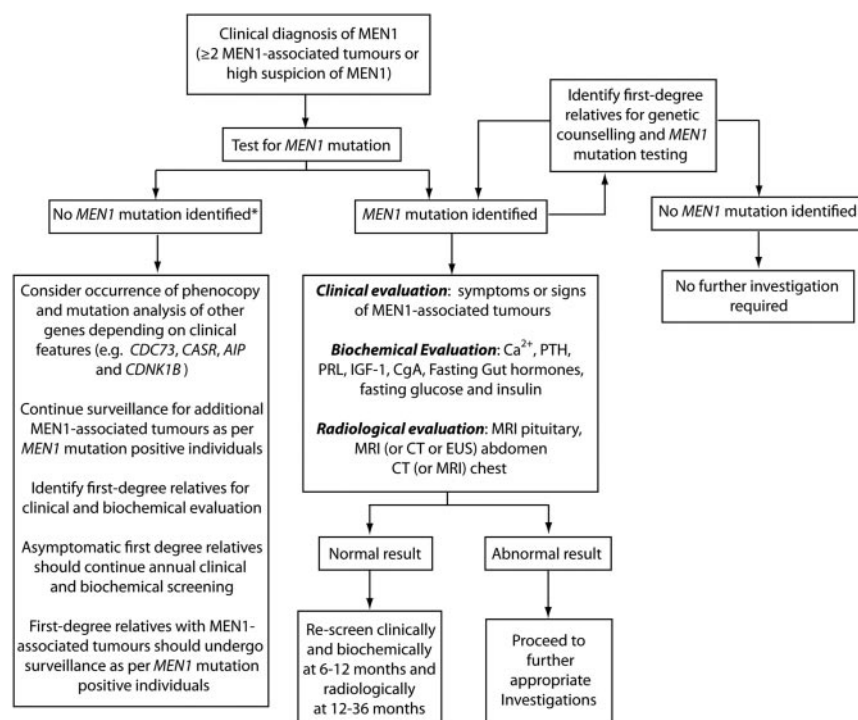 Clinical diagnosis of MEN1
(≥2 MEN1-associated tumours or
high suspicion of MEN1)
Test for MEN1 mutation
Identify first-degree
relatives for genetic
counselling and MEN1
mutation testing
No MEN1 mutation identified*
MEN1 mutation identified
No MEN1 mutation identified
No further investigation
required
Consider occurrence of phenocopy
and mutation analysis of other
genes depending on clinical
features (e.g. CDC73, CASR, AIP
and CDNK1B )
Continue surveillance for additional
MEN1-associated tumours as per
MEN1 mutation positive individuals
Identify first-degree relatives for
clinical and biochemical evaluation
Asymptomatic first degree relatives
should continue annual clinical
and biochemical screening
First-degree relatives with MEN1-
associated tumours should undergo
surveillance as per MEN1 mutation
positive individuals
Clinical evaluation: symptoms or signs
of MEN1-associated tumours
Biochemical Evaluation: Ca²⁺, PTH,
PRL, IGF-1, CgA, Fasting Gut hormones,
fasting glucose and insulin
Radiological evaluation: MRI pituitary,
MRI (or CT or EUS) abdomen
CT (or MRI) chest
Normal result
Abnormal result
Re-screen clinically
and biochemically
at 6-12 months and
radiologically
at 12-36 months
Proceed to
further
appropriate
Investigations